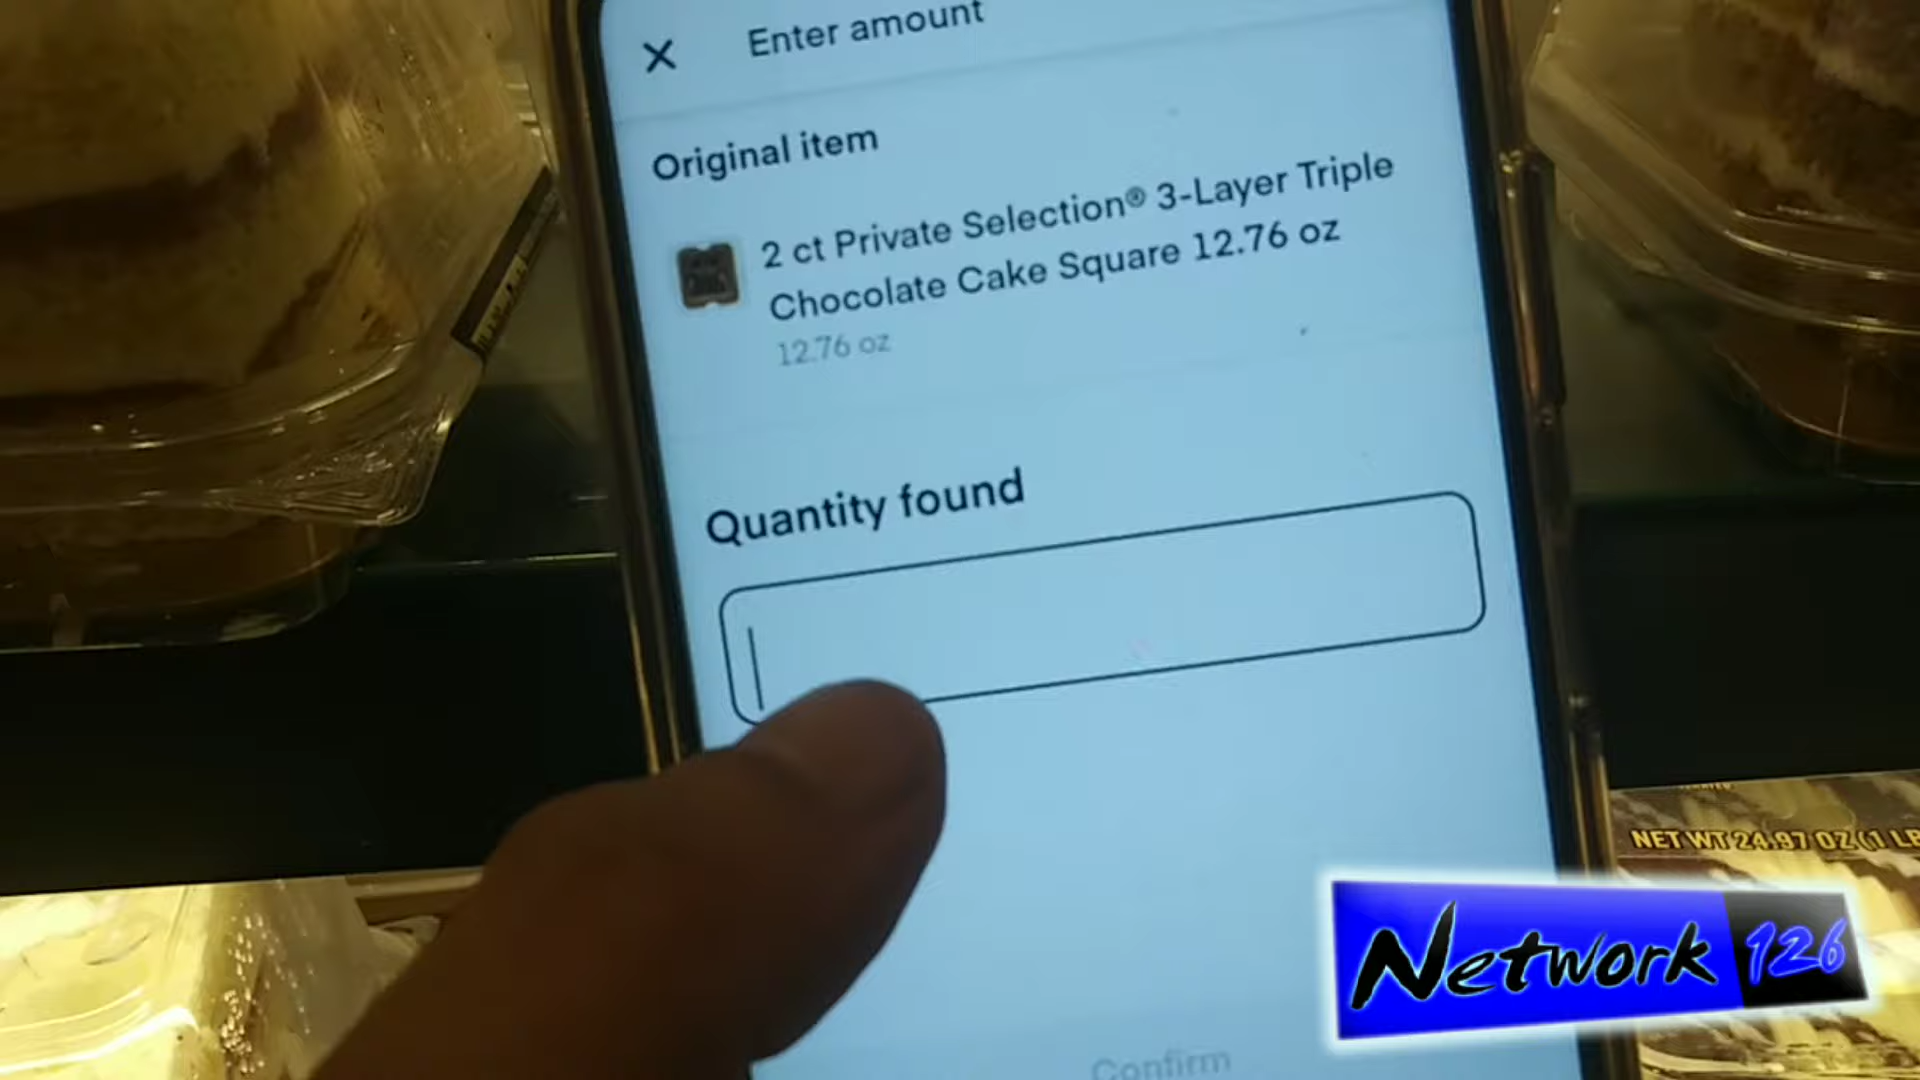 Enter amount
Original item
2 ct Private Selection® 3-Layer Triple
Chocolate Cake Square 12.76 oz
12.76 oz
Quantity found
Confirm
NET WT 24.97 OZ (1 LB
Network 126